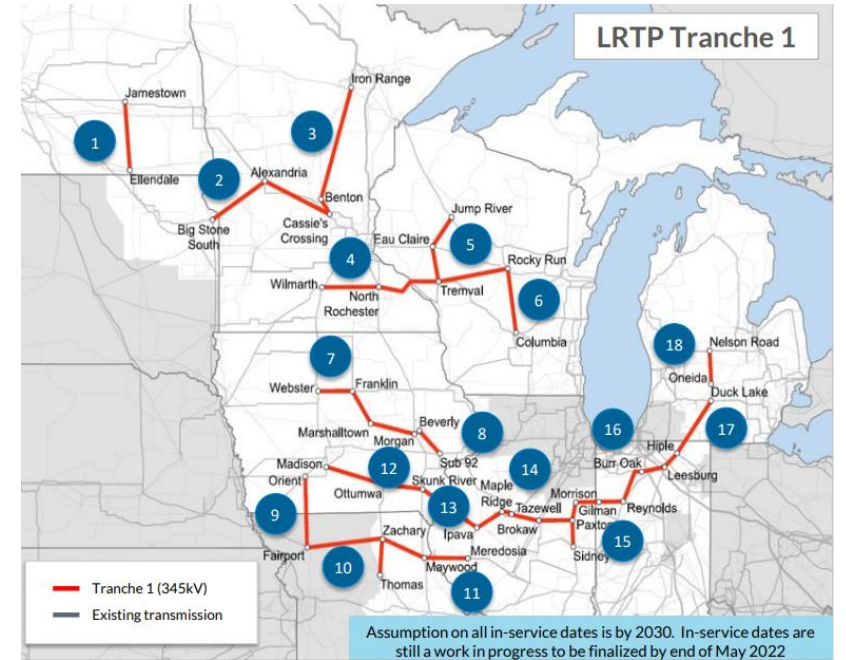 LRTP Tranche 1
Iron Range
Jamestown
3
1
2
Alexandria
Ellendale
Benton
Jump River
Big Stone
South
Cassie's
Crossing
Eau Claire
5
4
Rocky Run
Wilmarth
North
Rochester
Tremval
6
Columbia
7
18
Nelson Road
Webster
Franklin
Oneida
Duck Lake
Marshalltown
Beverly
Morgan
8
16
17
Hiple
Sub 92
Madison
12
14
Burr Oak
Orient
Skunk River
Maple
Ridge
Leesburg
Ottumwa
13
Morrison
Tazewell
Gilman
Reynolds
9
Zachary
Ipava
Brokaw
Paxton
15
Fairport
Meredosia
Sidney
10
Maywood
Thomas
11
Tranche 1 (345kV)
Existing transmission
Assumption on all in-service dates is by 2030. In-service dates are
still a work in progress to be finalized by end of May 2022